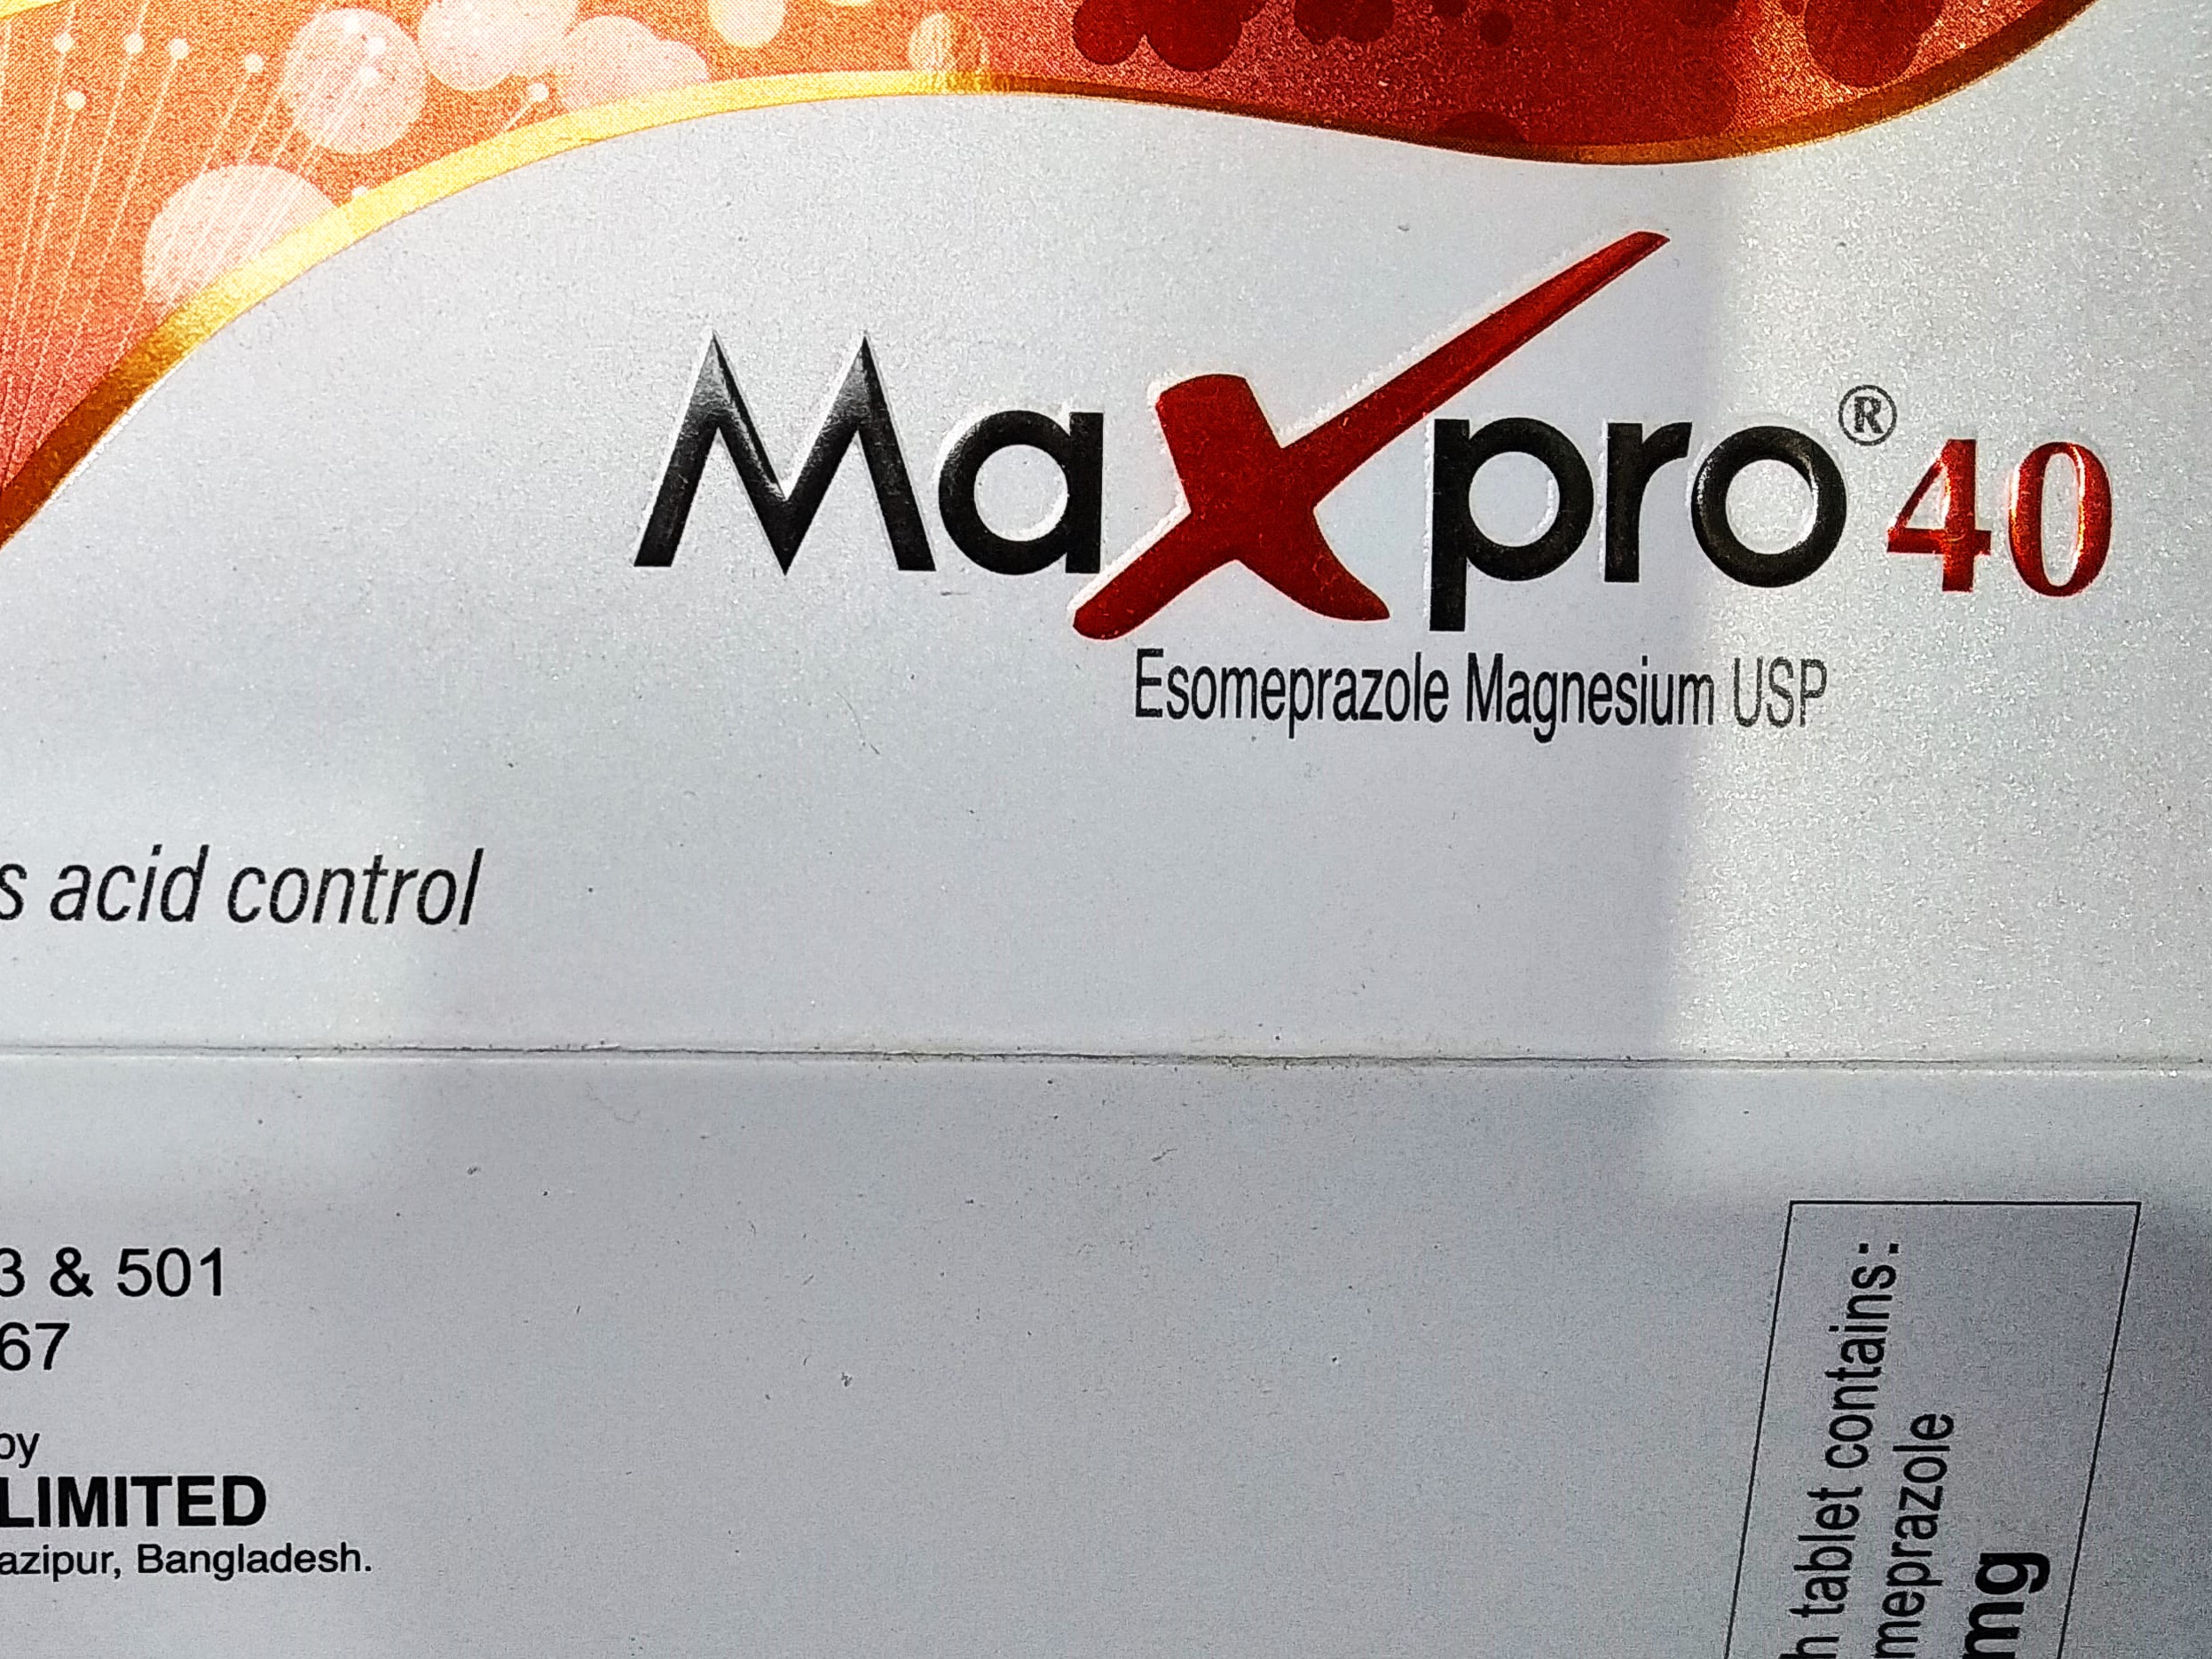 Maxpro® 40
Esomeprazole Magnesium USP
s acid control
3 & 501
67
by
LIMITED
azipur, Bangladesh.
h tablet contains:
meprazole
mg